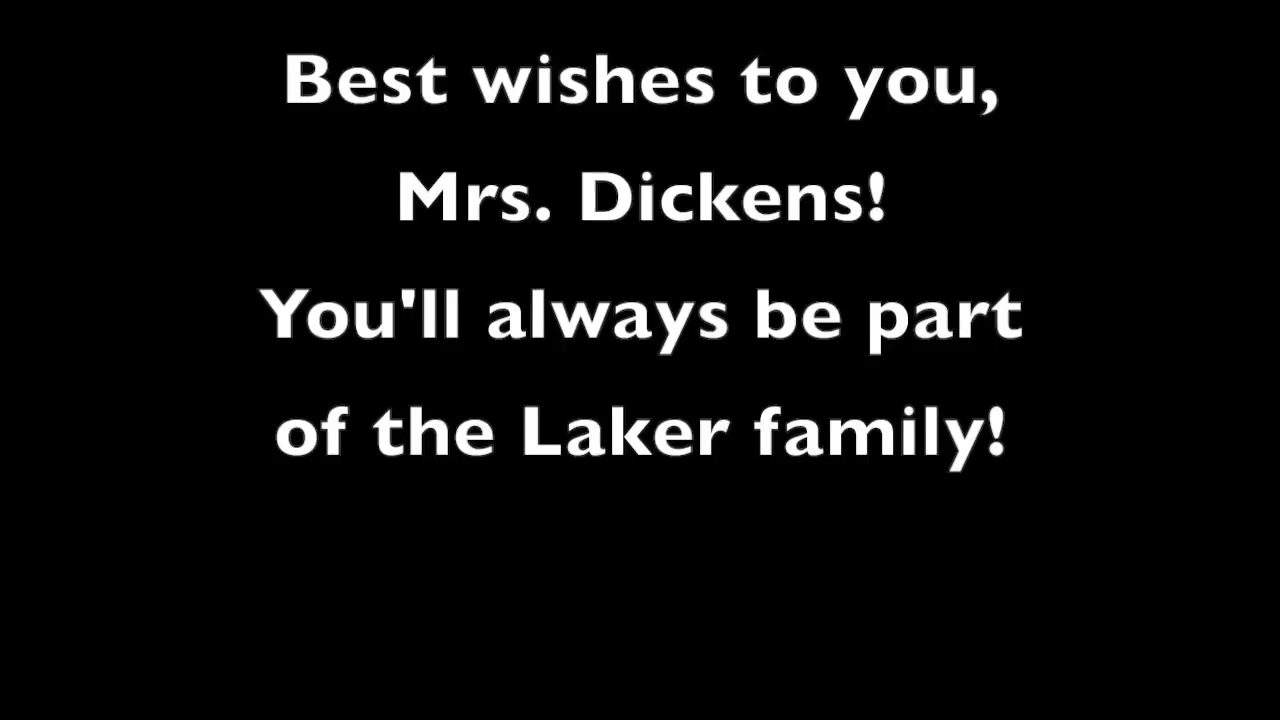 Best wishes to you,
Mrs. Dickens!
You'll always be part
of the Laker family!